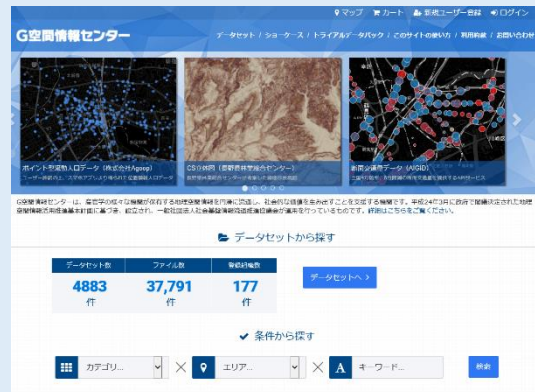 マップ カート 新規ユーザー登録 ログイン
G空間情報センター
データセット / ショーケース / トライアルデータパック / このサイトの使い方 / 利用規約 / お問い合わせ
ポイント型流動人口データ（株式会社Agoop）
CS立体図（長野県林業総合センター）
断面交通量データ（AIGID）
G空間情報センターは、産官学の様々な機関が保有する地理空間情報を円滑に流通し、社会的な価値を生み出すことを支援する機関です。平成24年3月に政府で閣議決定された地理
空間情報活用推進基本計画に基づき、設立され、一般社団法人社会基盤情報流通推進協議会が運用を行っているものです。詳細はこちらをご覧ください。
データセットから探す
データセット数 ファイル数 登録組織数
4883 37,791 177
件 件 件
データセットへ >
条件から探す
カテゴリ... × エリア... × A キーワード... 検索